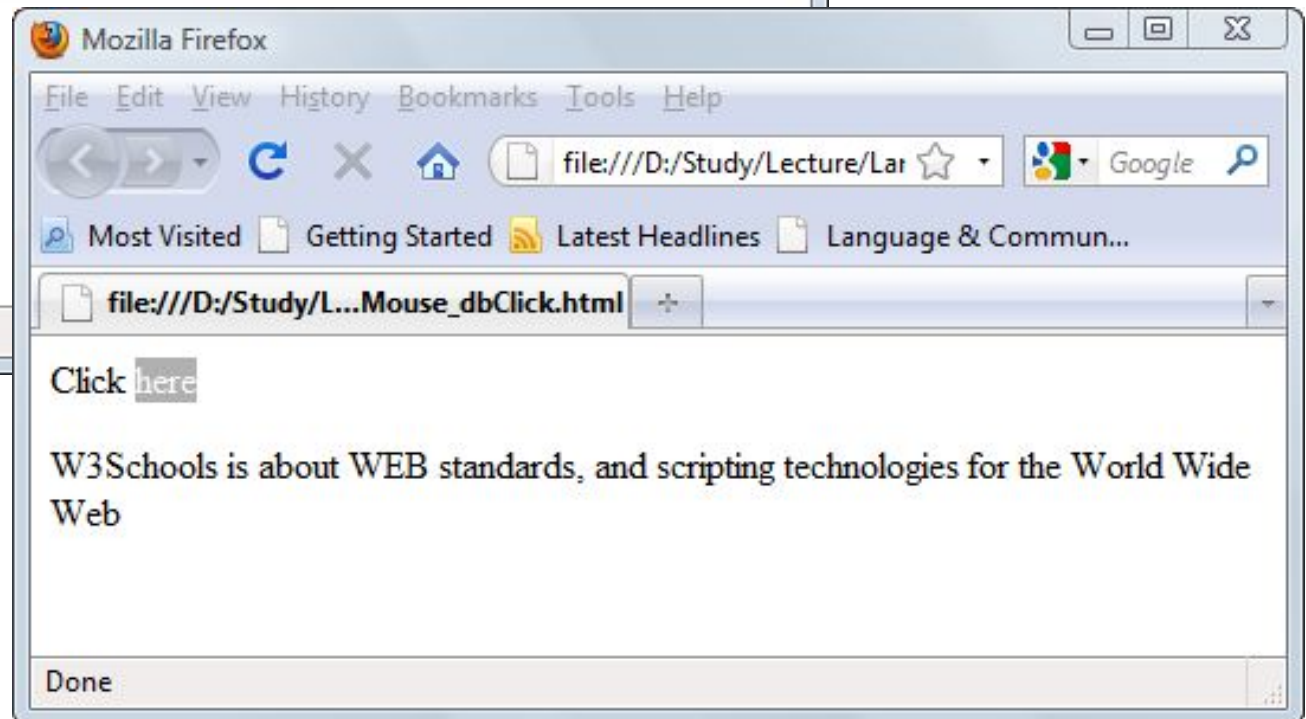 Mozilla Firefox
File Edit View History Bookmarks Tools Help
file:///D:/Study/Lecture/Lar Google
Most Visited Getting Started Latest Headlines Language & Commun...
file:///D:/Study/L...Mouse_dbClick.html
Click here
W3Schools is about WEB standards, and scripting technologies for the World Wide
Web
Done